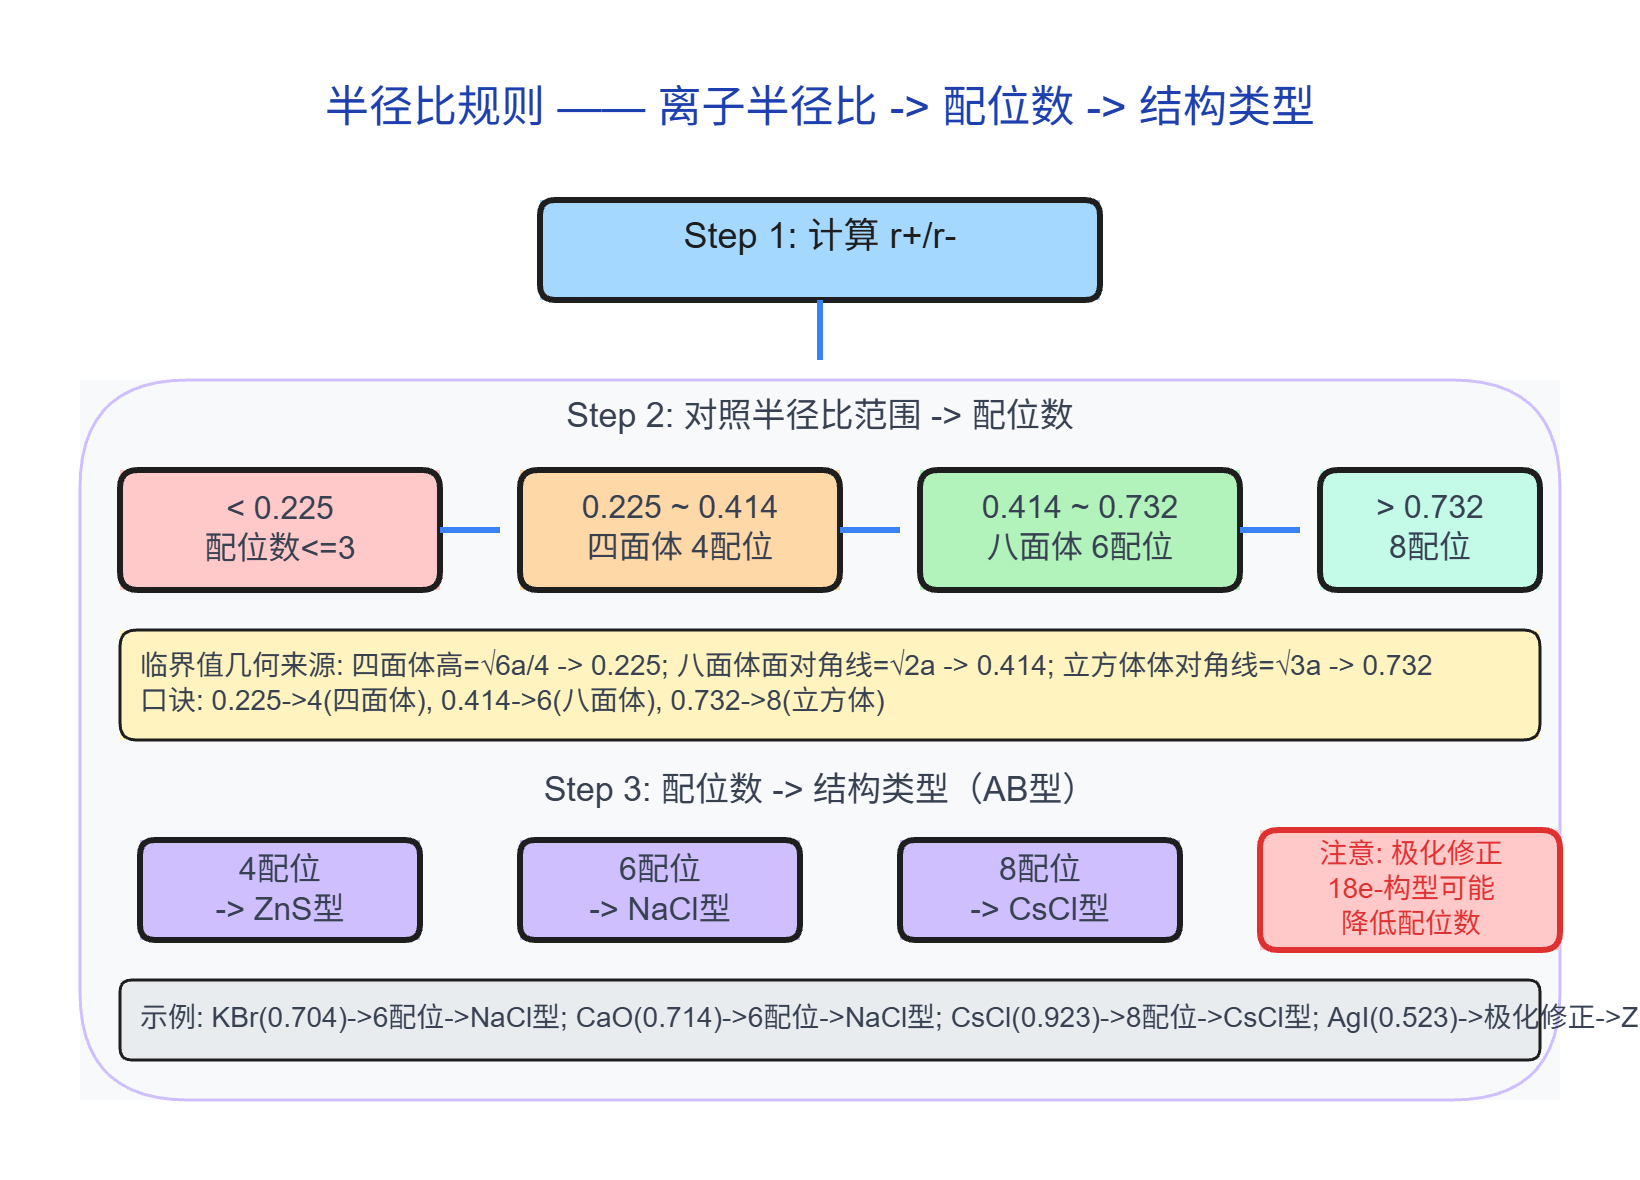 半径比规则 —— 离子半径比 -> 配位数 -> 结构类型
Step 1: 计算 r+/r-
Step 2: 对照半径比范围 -> 配位数
< 0.225
配位数<=3
0.225 ~ 0.414
四面体 4配位
0.414 ~ 0.732
八面体 6配位
> 0.732
8配位
临界值几何来源: 四面体高=√6a/4 -> 0.225; 八面体面对角线=√2a -> 0.414; 立方体体对角线=√3a -> 0.732
口诀: 0.225->4(四面体), 0.414->6(八面体), 0.732->8(立方体)
Step 3: 配位数 -> 结构类型（AB型）
4配位
-> ZnS型
6配位
-> NaCl型
8配位
-> CsCl型
注意: 极化修正
18e-构型可能
降低配位数
示例: KBr(0.704)->6配位->NaCl型; CaO(0.714)->6配位->NaCl型; CsCl(0.923)->8配位->CsCl型; AgI(0.523)->极化修正->Z